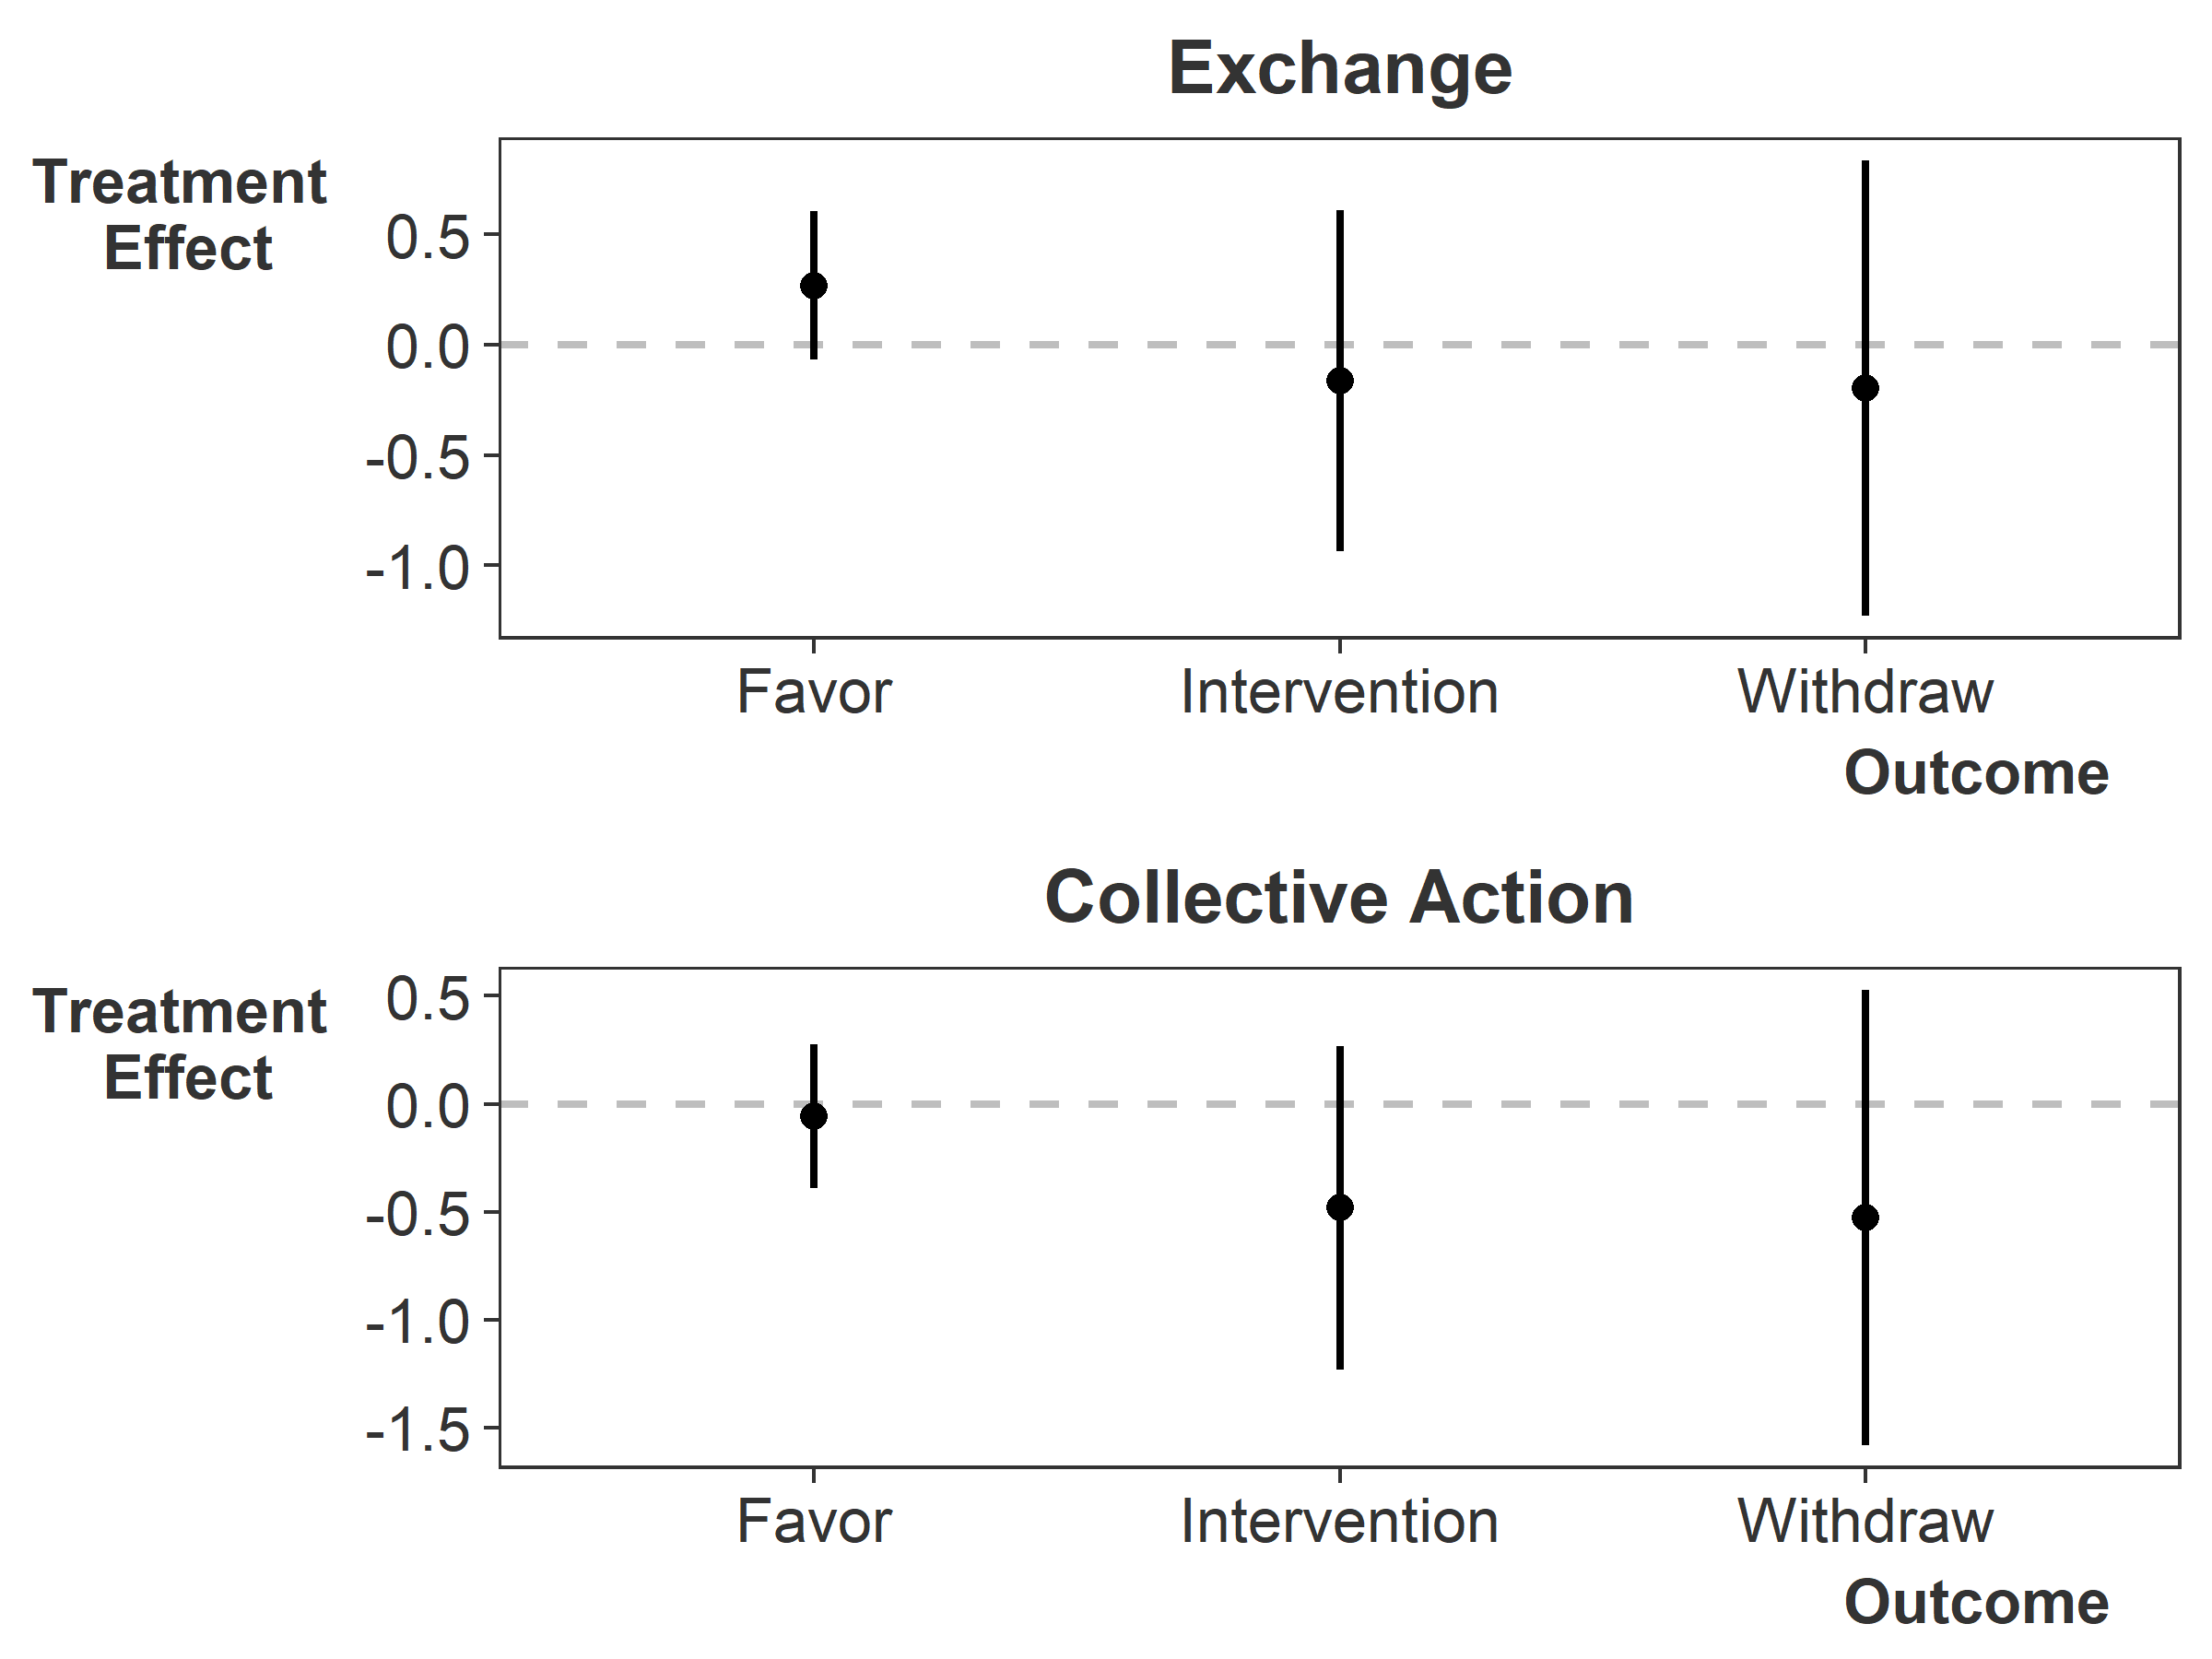 Exchange
Treatment
Effect
0.5
0.0
-0.5
-1.0
Favor Intervention Withdraw
Outcome
Collective Action
Treatment
Effect
0.5
0.0
-0.5
-1.0
-1.5
Favor Intervention Withdraw
Outcome